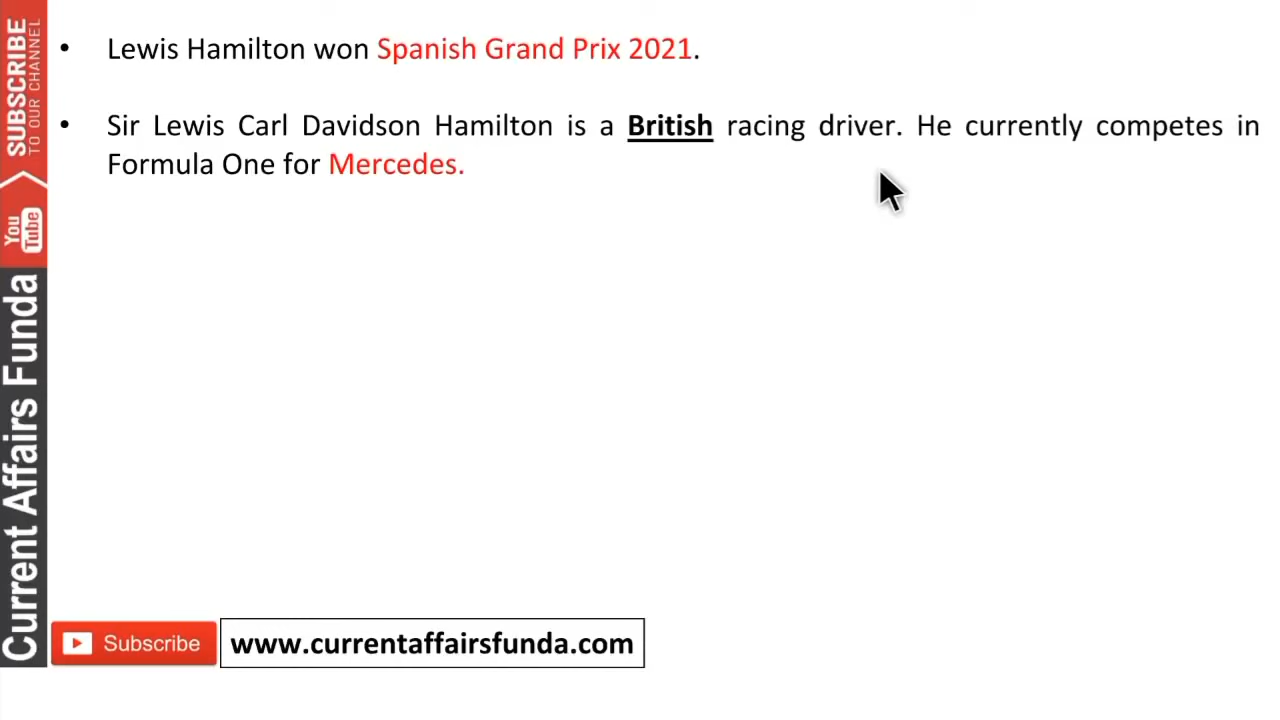 • Lewis Hamilton won Spanish Grand Prix 2021.
• Sir Lewis Carl Davidson Hamilton is a British racing driver. He currently competes in
Formula One for Mercedes.
SUBSCRIBE
TO OUR CHANNEL
You
Tube
Current Affairs Funda
Subscribe
www.currentaffairsfunda.com